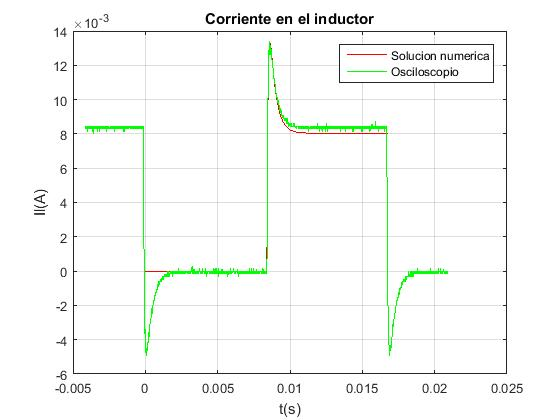 Corriente en el inductor
×10⁻³
14
12
10
8
6
4
2
0
-2
-4
-6
-0.005 0 0.005 0.01 0.015 0.02 0.025
Il(A)
t(s)
Solucion numerica
Osciloscopio